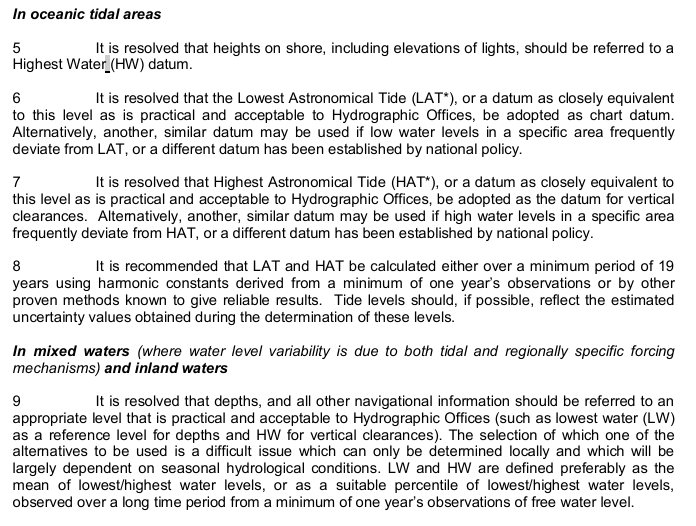 In oceanic tidal areas
5 It is resolved that heights on shore, including elevations of lights, should be referred to a
Highest Water (HW) datum.
6 It is resolved that the Lowest Astronomical Tide (LAT*), or a datum as closely equivalent
to this level as is practical and acceptable to Hydrographic Offices, be adopted as chart datum.
Alternatively, another, similar datum may be used if low water levels in a specific area frequently
deviate from LAT, or a different datum has been established by national policy.
7 It is resolved that Highest Astronomical Tide (HAT*), or a datum as closely equivalent to
this level as is practical and acceptable to Hydrographic Offices, be adopted as the datum for vertical
clearances. Alternatively, another, similar datum may be used if high water levels in a specific area
frequently deviate from HAT, or a different datum has been established by national policy.
8 It is recommended that LAT and HAT be calculated either over a minimum period of 19
years using harmonic constants derived from a minimum of one year's observations or by other
proven methods known to give reliable results. Tide levels should, if possible, reflect the estimated
uncertainty values obtained during the determination of these levels.
In mixed waters (where water level variability is due to both tidal and regionally specific forcing
mechanisms) and inland waters
9 It is resolved that depths, and all other navigational information should be referred to an
appropriate level that is practical and acceptable to Hydrographic Offices (such as lowest water (LW)
as a reference level for depths and HW for vertical clearances). The selection of which one of the
alternatives to be used is a difficult issue which can only be determined locally and which will be
largely dependent on seasonal hydrological conditions. LW and HW are defined preferably as the
mean of lowest/highest water levels, or as a suitable percentile of lowest/highest water levels,
observed over a long time period from a minimum of one year's observations of free water level.